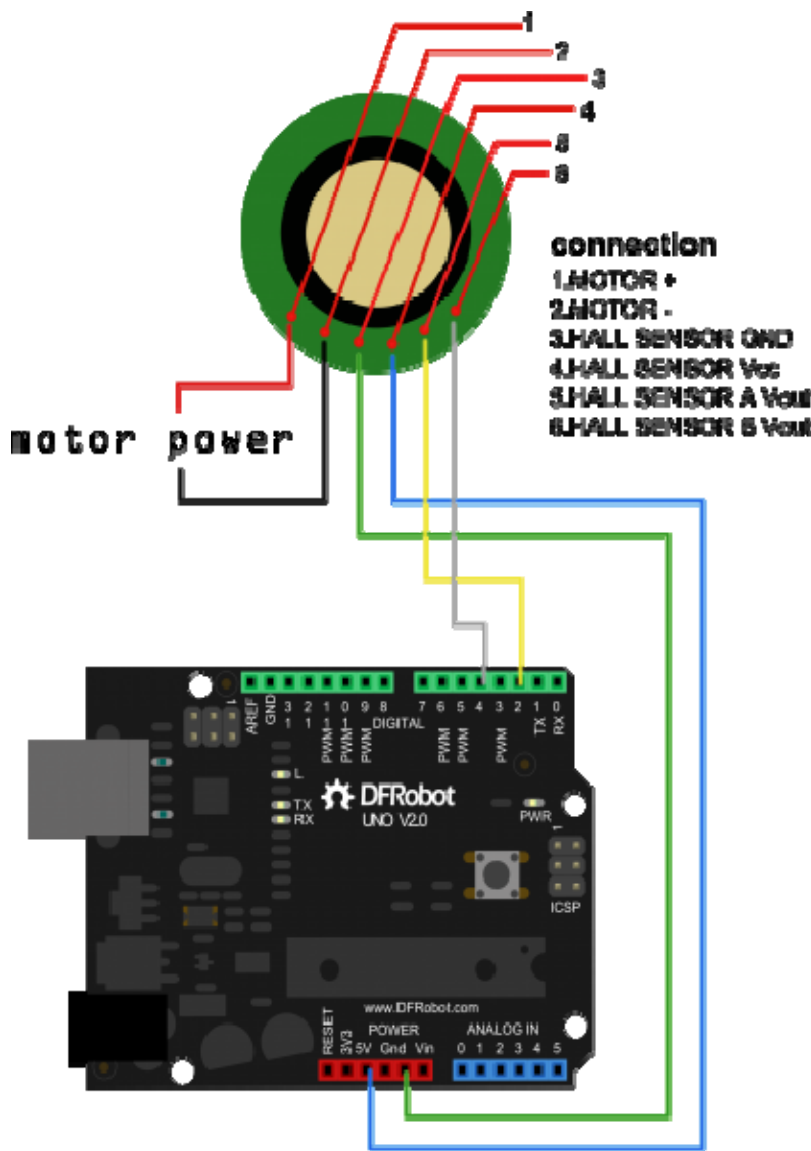 1
2
3
4
5
6
connection
1.MOTOR +
2.MOTOR -
3.HALL SENSOR GND
4.HALL SENSOR Vcc
5.HALL SENSOR A Vout
6.HALL SENSOR B Vout
motor power
AREF
GND
13
12
11
10
9
8
7
6
5
4
3
2
1
0
PWM
PWM
PWM
DIGITAL
PWM
PWM
PWM
TX
RX
1
L
TX
RX
DFRobot
UNO V2.0
PWR
1
ICSP
www.DFRobot.com
RESET
3V3
5V
Gnd
Vin
POWER
ANALOG IN
0 1 2 3 4 5